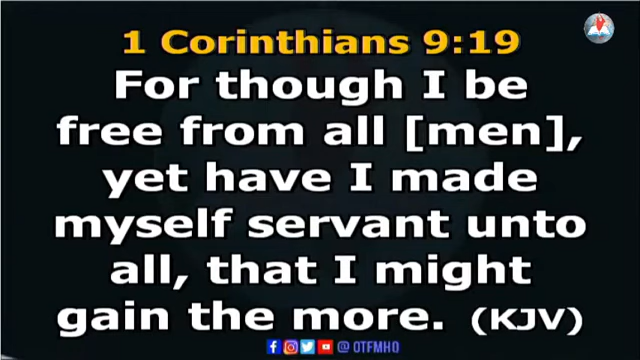 1 Corinthians 9:19
For though I be
free from all [men],
yet have I made
myself servant unto
all, that I might
gain the more. (KJV)
@ OTFMHQ